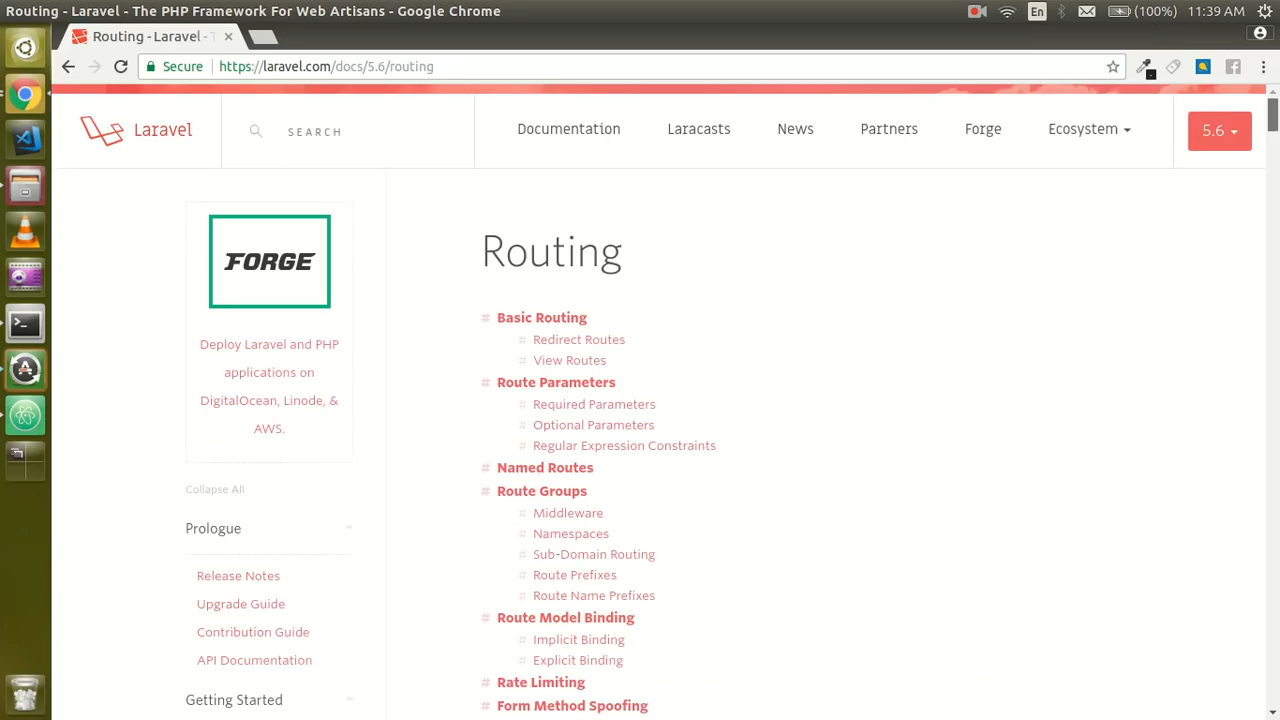 Routing - Laravel - The PHP Framework For Web Artisans - Google Chrome
En
(100%)
11:39 AM
Routing - Laravel - T
Secure
https://laravel.com/docs/5.6/routing
Laravel
SEARCH
Documentation
Laracasts
News
Partners
Forge
Ecosystem
5.6
FORGE
Deploy Laravel and PHP
applications on
DigitalOcean, Linode, &
AWS.
Collapse All
Prologue
Release Notes
Upgrade Guide
Contribution Guide
API Documentation
Getting Started
Routing
# Basic Routing
# Redirect Routes
# View Routes
# Route Parameters
# Required Parameters
# Optional Parameters
# Regular Expression Constraints
# Named Routes
# Route Groups
# Middleware
# Namespaces
# Sub-Domain Routing
# Route Prefixes
# Route Name Prefixes
# Route Model Binding
# Implicit Binding
# Explicit Binding
# Rate Limiting
# Form Method Spoofing